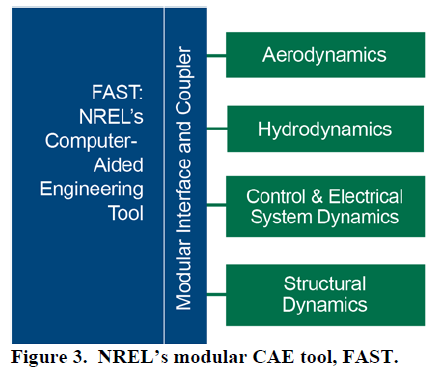 FAST:
NREL's
Computer-
Aided
Engineering
Tool
Modular Interface and Coupler
Aerodynamics
Hydrodynamics
Control & Electrical
System Dynamics
Structural
Dynamics
Figure 3.  NREL's modular CAE tool, FAST.